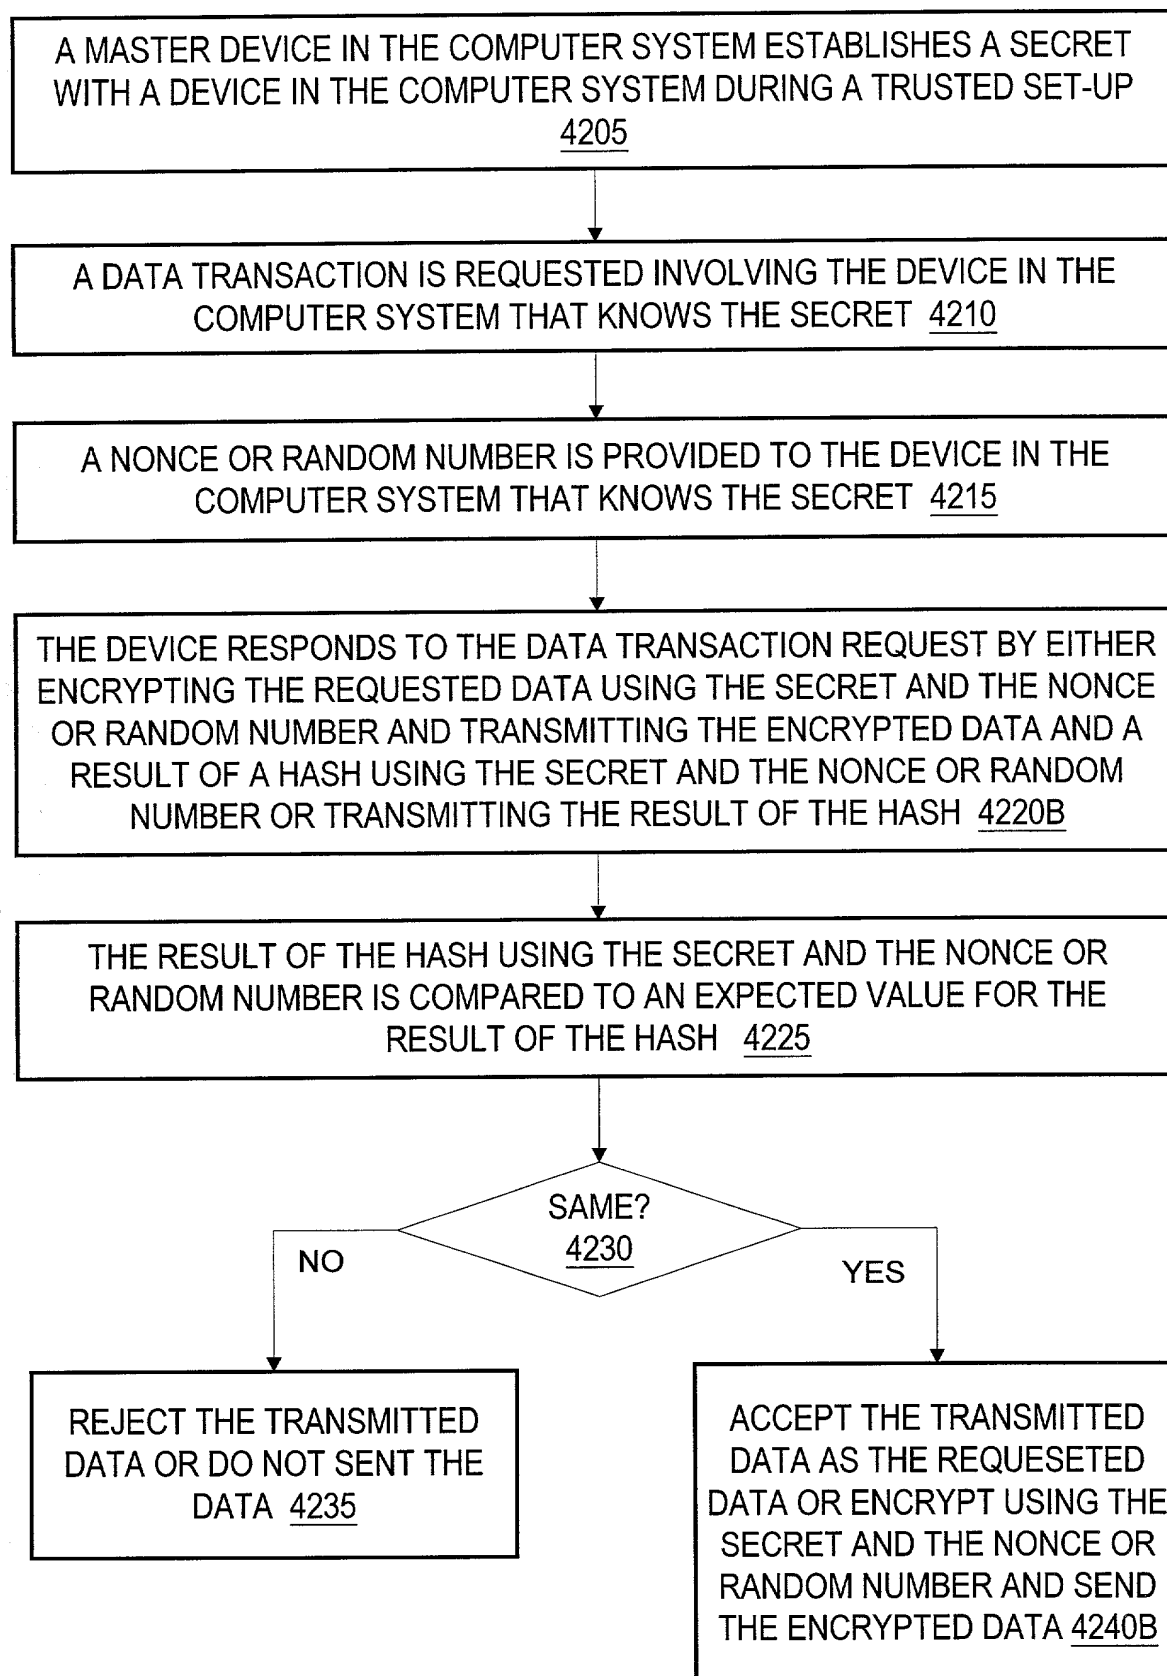 A MASTER DEVICE IN THE COMPUTER SYSTEM ESTABLISHES A SECRET
WITH A DEVICE IN THE COMPUTER SYSTEM DURING A TRUSTED SET-UP
4205
A DATA TRANSACTION IS REQUESTED INVOLVING THE DEVICE IN THE
COMPUTER SYSTEM THAT KNOWS THE SECRET 4210
A NONCE OR RANDOM NUMBER IS PROVIDED TO THE DEVICE IN THE
COMPUTER SYSTEM THAT KNOWS THE SECRET 4215
THE DEVICE RESPONDS TO THE DATA TRANSACTION REQUEST BY EITHER
ENCRYPTING THE REQUESTED DATA USING THE SECRET AND THE NONCE
OR RANDOM NUMBER AND TRANSMITTING THE ENCRYPTED DATA AND A
RESULT OF A HASH USING THE SECRET AND THE NONCE OR RANDOM
NUMBER OR TRANSMITTING THE RESULT OF THE HASH 4220B
THE RESULT OF THE HASH USING THE SECRET AND THE NONCE OR
RANDOM NUMBER IS COMPARED TO AN EXPECTED VALUE FOR THE
RESULT OF THE HASH 4225
SAME?
4230
NO
YES
REJECT THE TRANSMITTED
DATA OR DO NOT SENT THE
DATA 4235
ACCEPT THE TRANSMITTED
DATA AS THE REQUESETED
DATA OR ENCRYPT USING THE
SECRET AND THE NONCE OR
RANDOM NUMBER AND SEND
THE ENCRYPTED DATA 4240B